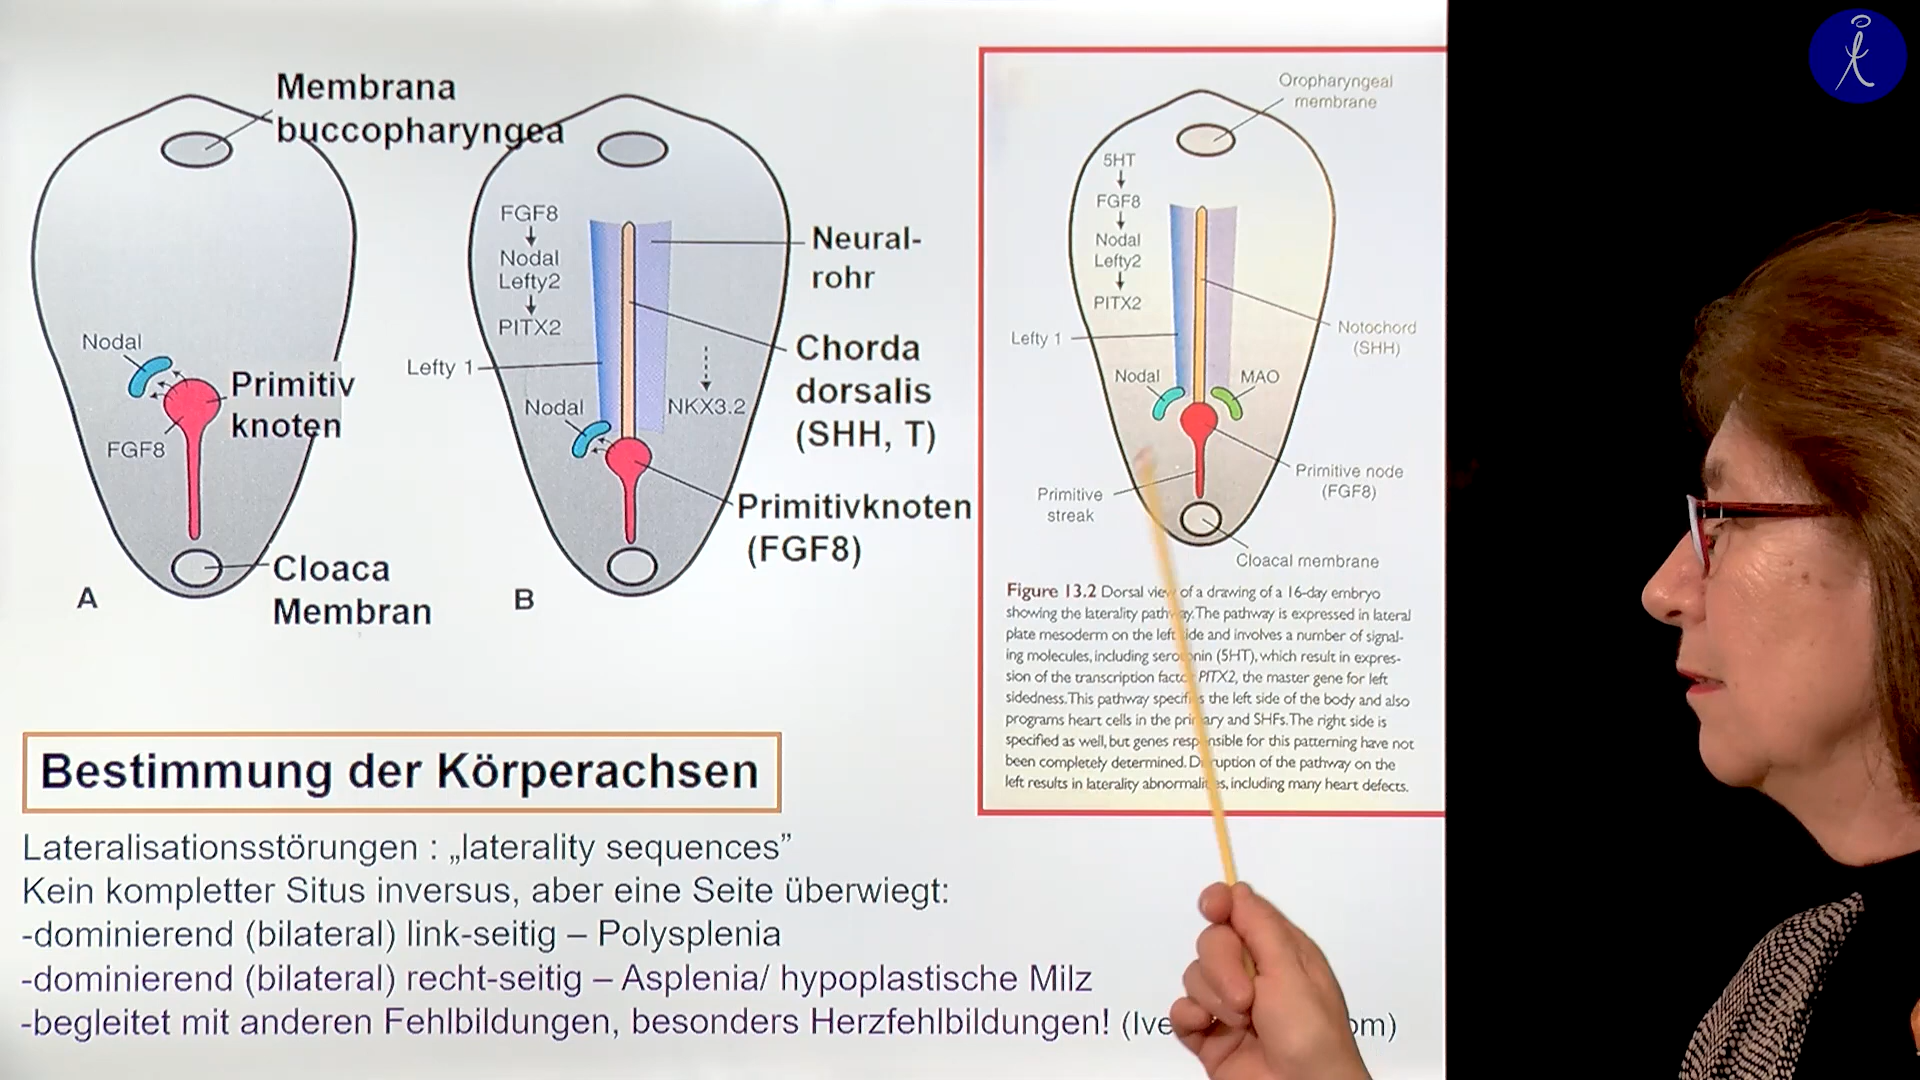 Membrana
buccopharyngea
Nodal
Primitiv
knoten
FGF8
Cloaca
Membran
A
FGF8
Nodal
Lefty2
PITX2
Lefty 1
Nodal
NKX3.2
Neural-
rohr
Chorda
dorsalis
(SHH, T)
Primitivknoten
(FGF8)
B
Oropharyngeal
membrane
5HT
FGF8
Nodal
Lefty2
PITX2
Lefty 1
Notochord
(SHH)
Nodal
MAO
Primitive node
(FGF8)
Primitive
streak
Cloacal membrane
Figure 13.2 Dorsal view of a drawing of a 16-day embryo
showing the laterality pathway. The pathway is expressed in lateral
plate mesoderm on the left side and involves a number of signal-
ing molecules, including serotonin (5HT), which result in expres-
sion of the transcription factor PITX2, the master gene for left
sidedness. This pathway specifies the left side of the body and also
programs heart cells in the primary and SHFs. The right side is
specified as well, but genes responsible for this patterning have not
been completely determined. Disruption of the pathway on the
left results in laterality abnormalities, including many heart defects.
Bestimmung der Körperachsen
Lateralisationsstörungen : „laterality sequences”
Kein kompletter Situs inversus, aber eine Seite überwiegt:
-dominierend (bilateral) link-seitig – Polysplenia
-dominierend (bilateral) recht-seitig – Asplenia/ hypoplastische Milz
-begleitet mit anderen Fehlbildungen, besonders Herzfehlbildungen!